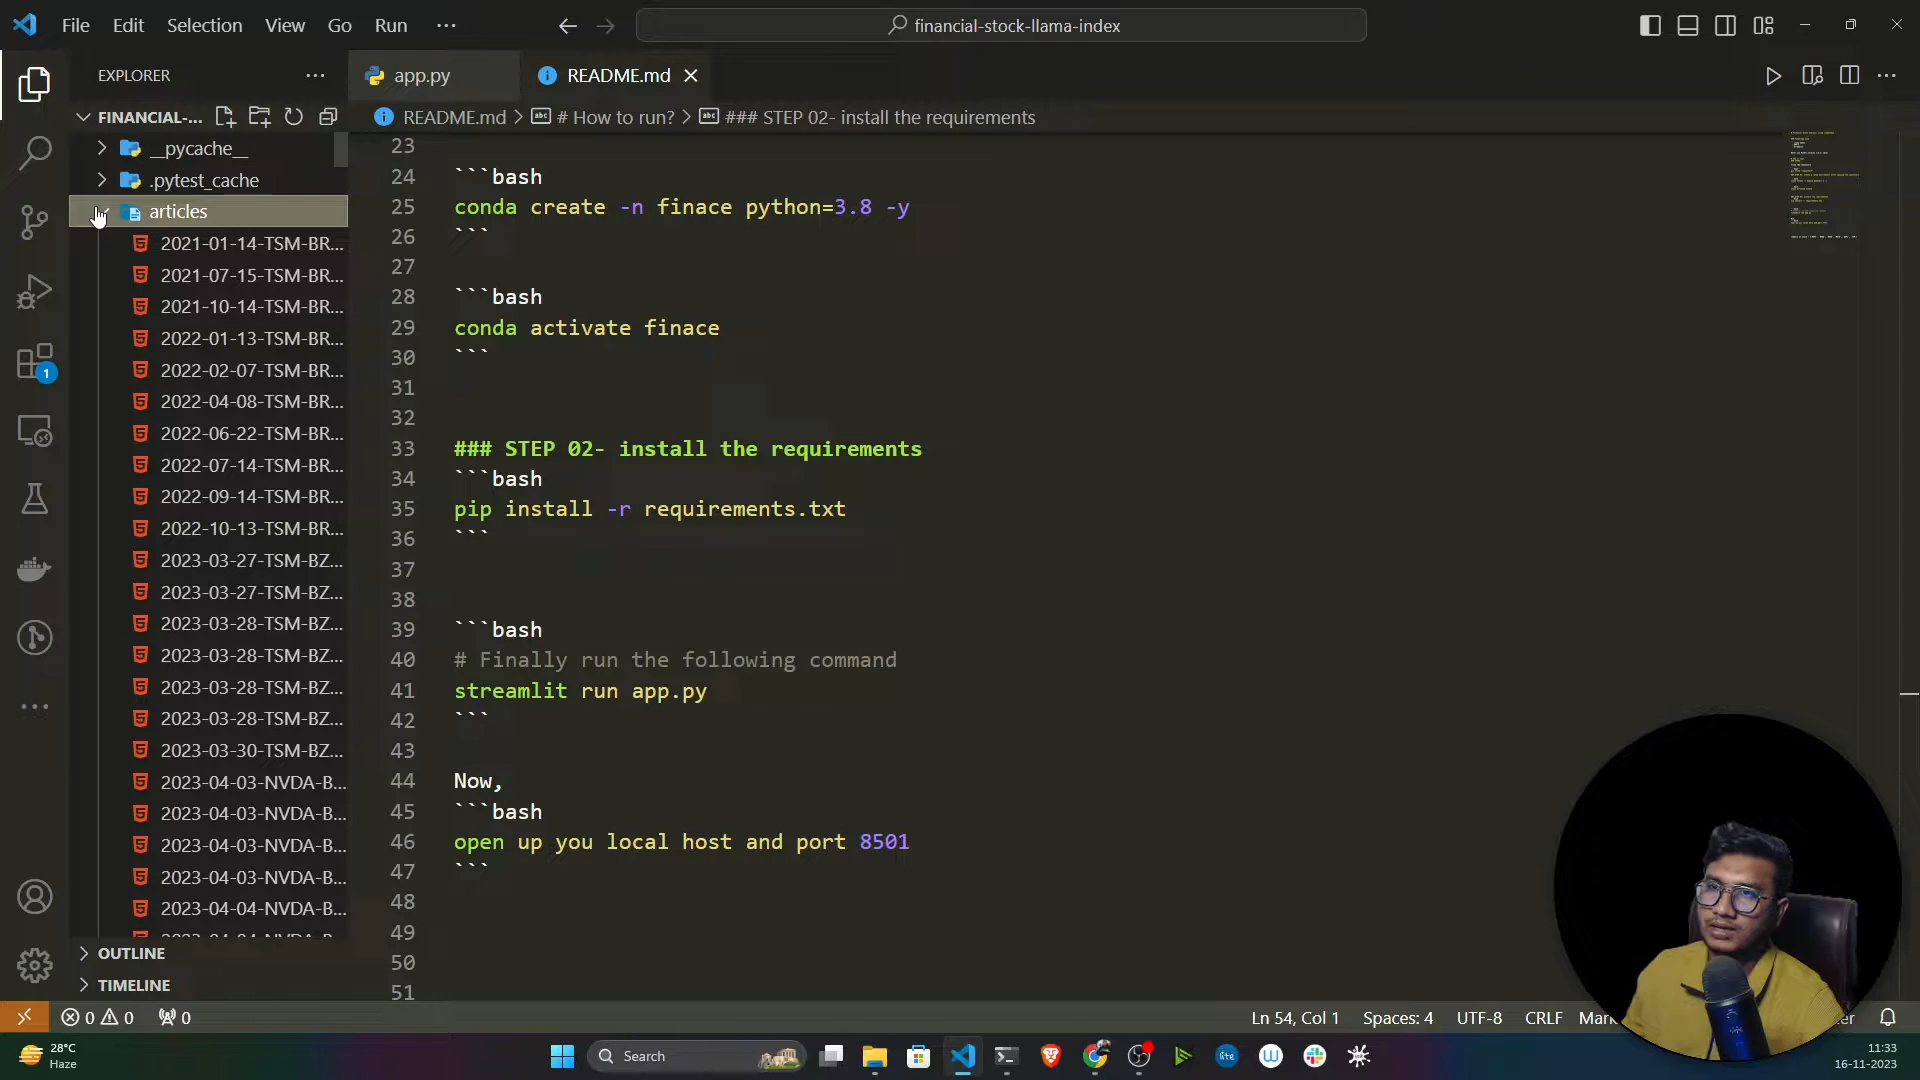 File Edit Selection View Go Run ···
financial-stock-llama-index
EXPLORER
FINANCIAL-...
__pycache__
.pytest_cache
articles
2021-01-14-TSM-BR...
2021-07-15-TSM-BR...
2021-10-14-TSM-BR...
2022-01-13-TSM-BR...
2022-02-07-TSM-BR...
2022-04-08-TSM-BR...
2022-06-22-TSM-BR...
2022-07-14-TSM-BR...
2022-09-14-TSM-BR...
2022-10-13-TSM-BR...
2023-03-27-TSM-BZ...
2023-03-27-TSM-BZ...
2023-03-28-TSM-BZ...
2023-03-28-TSM-BZ...
2023-03-28-TSM-BZ...
2023-03-28-TSM-BZ...
2023-03-30-TSM-BZ...
2023-04-03-NVDA-B...
2023-04-03-NVDA-B...
2023-04-03-NVDA-B...
2023-04-03-NVDA-B...
2023-04-04-NVDA-B...
OUTLINE
TIMELINE
1
app.py
README.md
README.md > # How to run? > ### STEP 02- install the requirements
23
24 ```bash
25 conda create -n finace python=3.8 -y
26 ```
27
28 ```bash
29 conda activate finace
30 ```
31
32
33 ### STEP 02- install the requirements
34 ```bash
35 pip install -r requirements.txt
36 ```
37
38
39 ```bash
40 # Finally run the following command
41 streamlit run app.py
42 ```
43
44 Now,
45 ```bash
46 open up you local host and port 8501
47 ```
48
49
50
51
0 0 0
Ln 54, Col 1 Spaces: 4 UTF-8 CRLF
28°C
Haze
Search
lite
11:33
16-11-2023